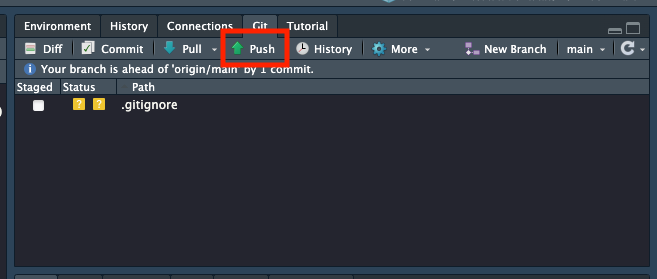 Environment History Connections Git Tutorial
Diff Commit Pull Push History More New Branch main
Your branch is ahead of 'origin/main' by 1 commit.
Staged Status Path
? ? .gitignore